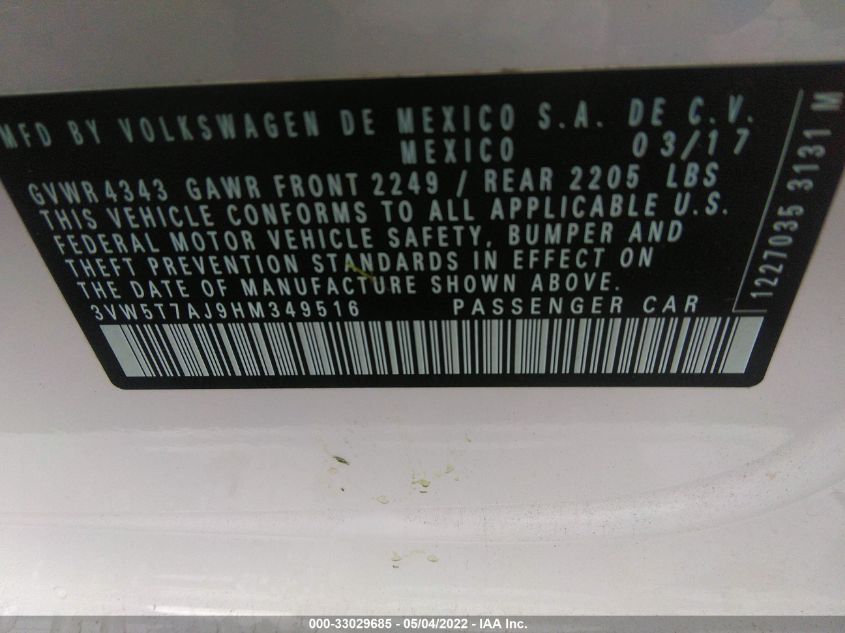 MFD BY VOLKSWAGEN DE MEXICO S.A. DE C.V.
MEXICO 03/17
GVWR 4343 GAWR FRONT 2249 / REAR 2205 LBS
THIS VEHICLE CONFORMS TO ALL APPLICABLE U.S.
FEDERAL MOTOR VEHICLE SAFETY, BUMPER AND
THEFT PREVENTION STANDARDS IN EFFECT ON
THE DATE OF MANUFACTURE SHOWN ABOVE.
3VW5T7AJ9HM349516 PASSENGER CAR
1227035 3131 M
000-33029685 - 05/04/2022 - IAA Inc.